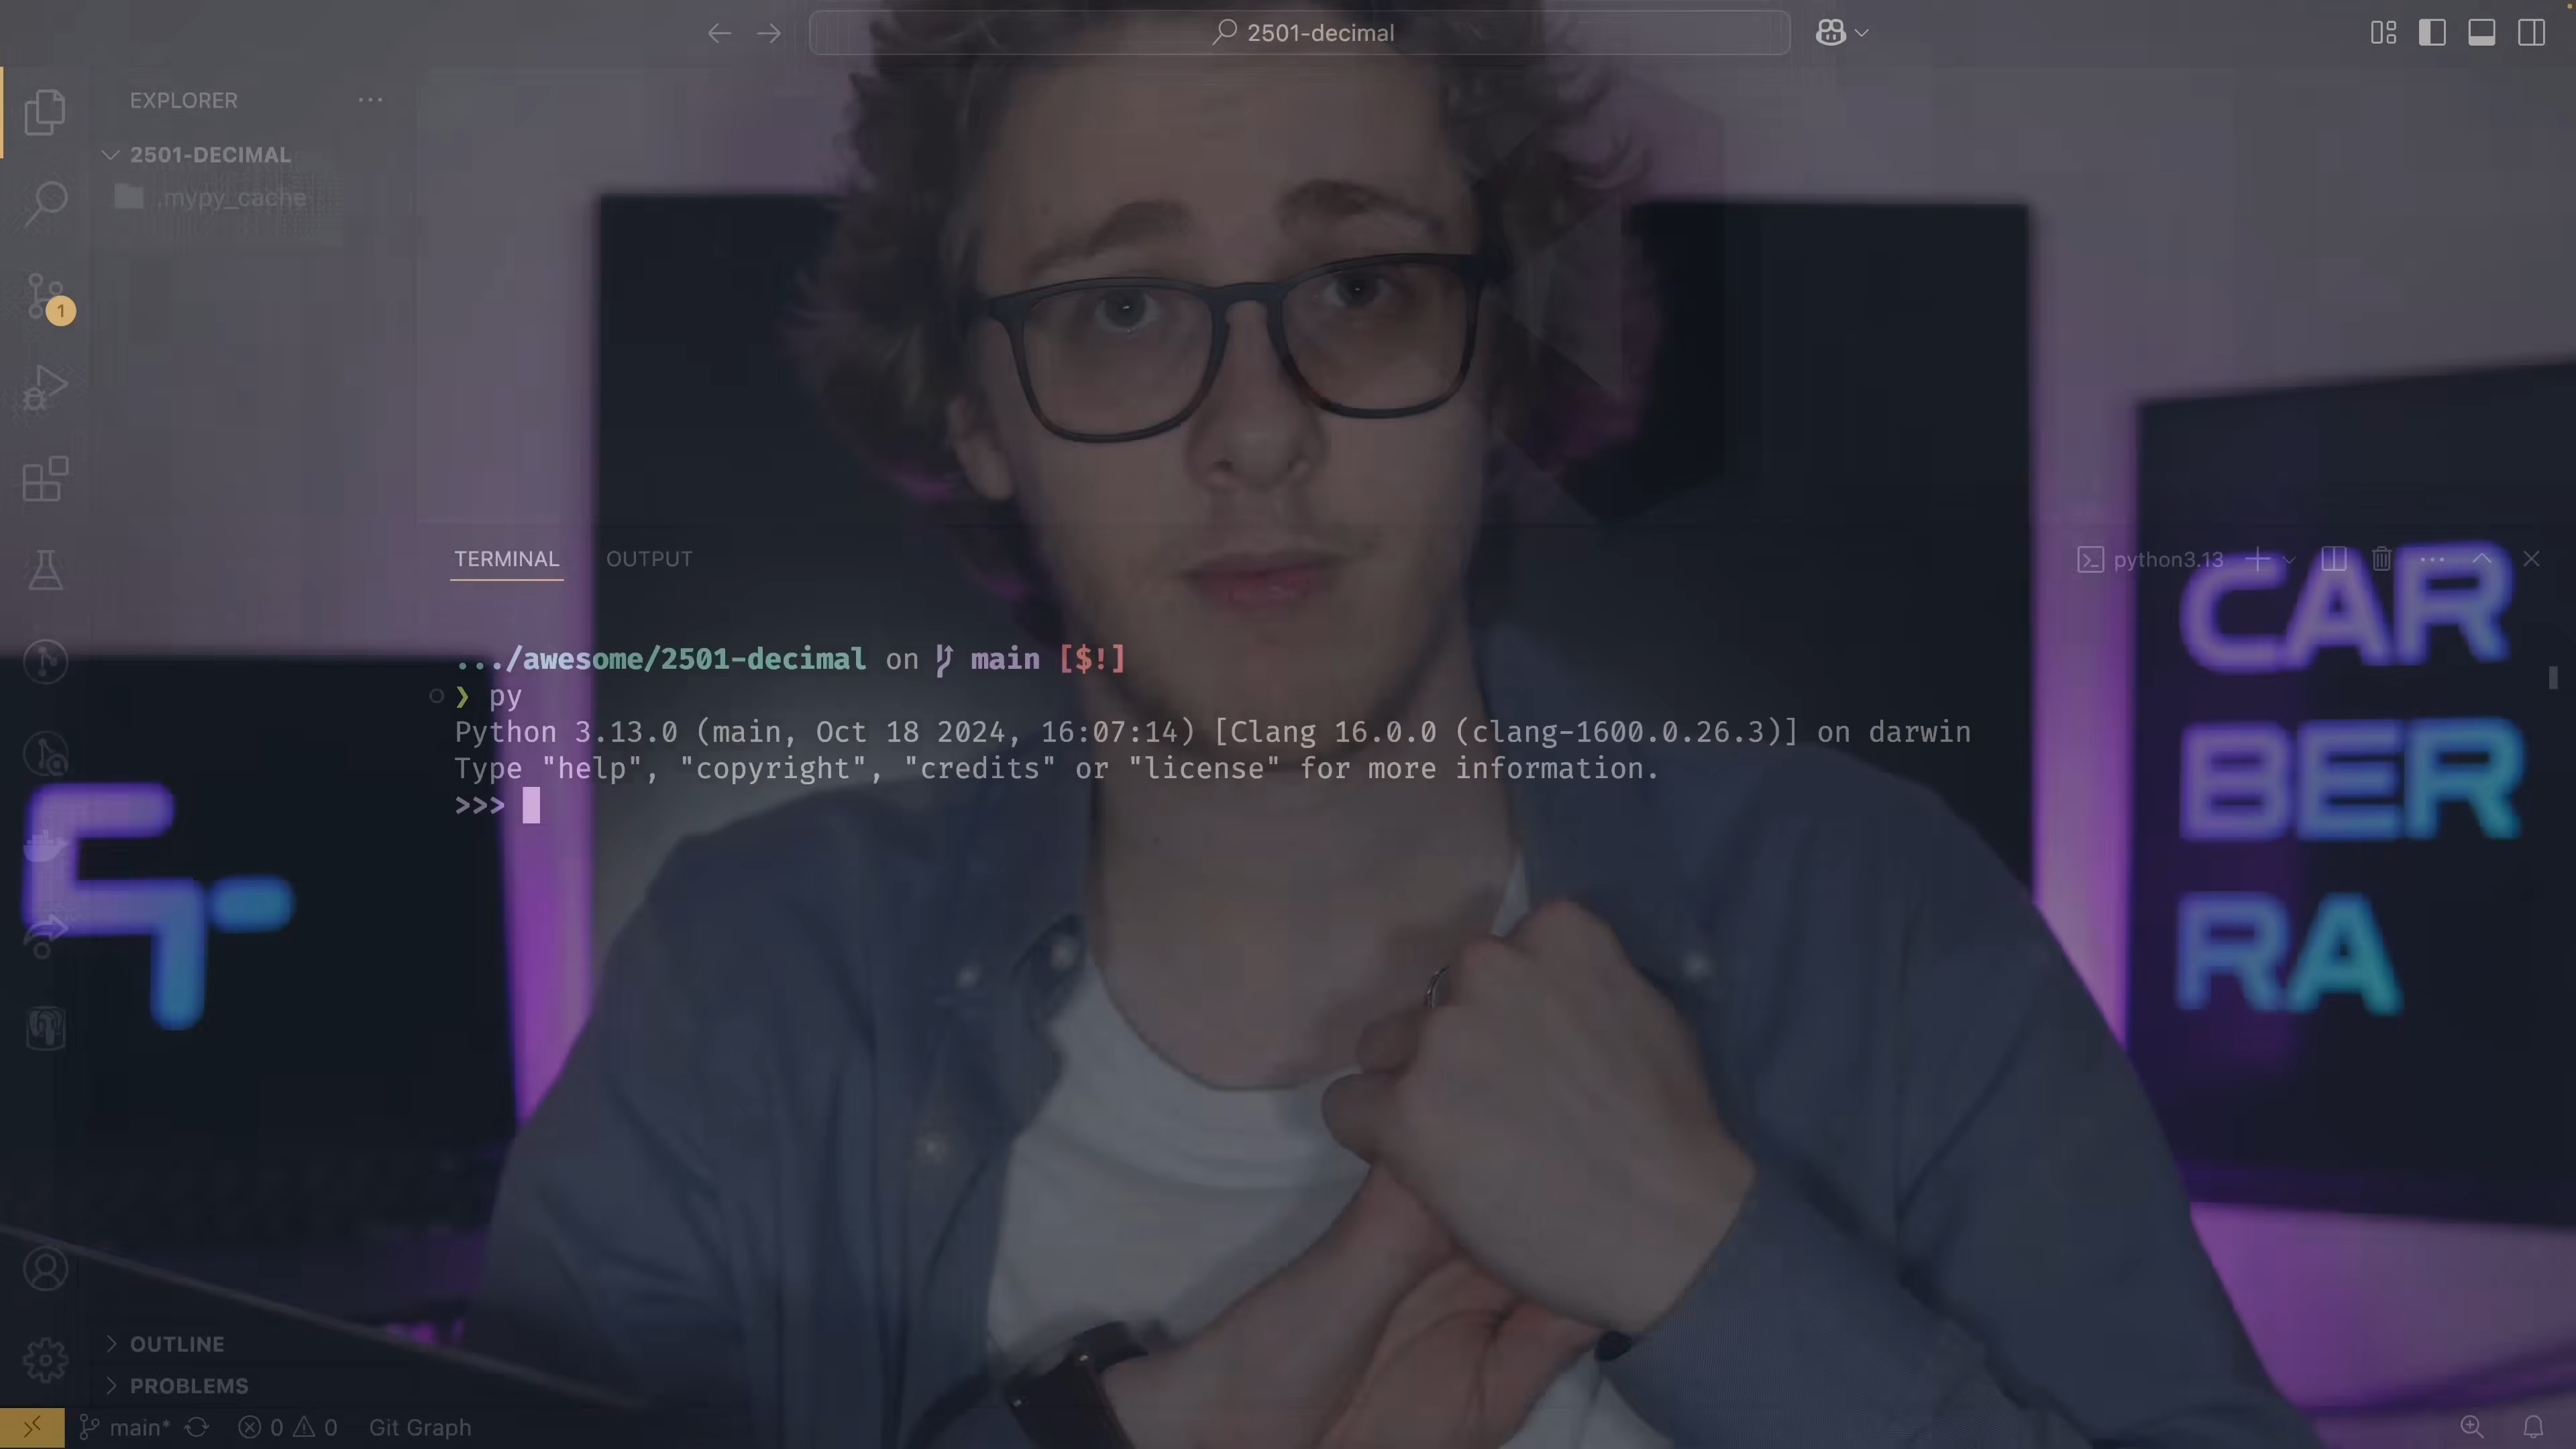 2501-decimal
EXPLORER
2501-DECIMAL
.mypy_cache
1
TERMINAL
OUTPUT
python3.13
.../awesome/2501-decimal on main [$!]
❯ py
Python 3.13.0 (main, Oct 18 2024, 16:07:14) [Clang 16.0.0 (clang-1600.0.26.3)] on darwin
Type "help", "copyright", "credits" or "license" for more information.
>>>
CAR
BER
RA
OUTLINE
PROBLEMS
main* 0 0 Git Graph